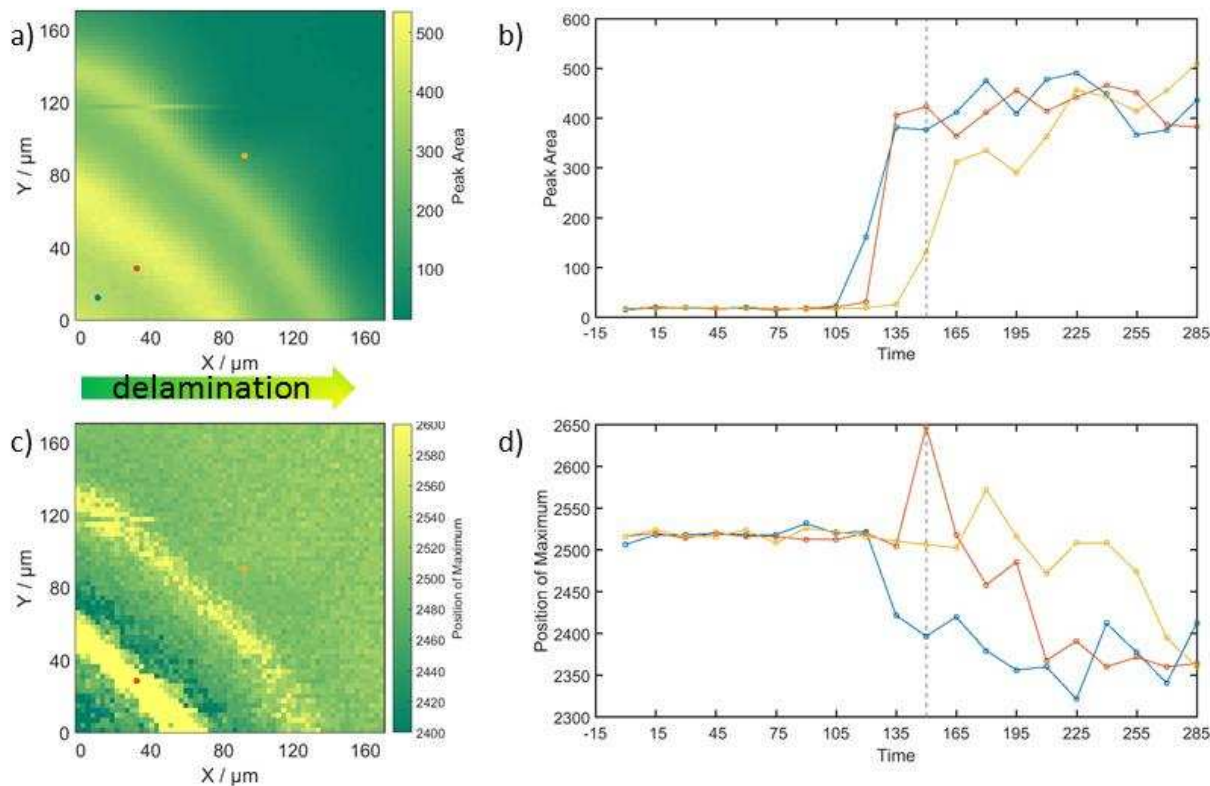 a)
160
120
80
40
0
Y / µm
0 40 80 120 160
X / µm
500
400
300
200
100
Peak Area
b)
600
500
400
300
200
100
0
Peak Area
-15 15 45 75 105 135 165 195 225 255 285
Time
delamination
c)
160
120
80
40
0
Y / µm
0 40 80 120 160
X / µm
2600
2580
2560
2540
2520
2500
2480
2460
2440
2420
2400
Position of Maximum
d)
2650
2600
2550
2500
2450
2400
2350
2300
Position of Maximum
-15 15 45 75 105 135 165 195 225 255 285
Time